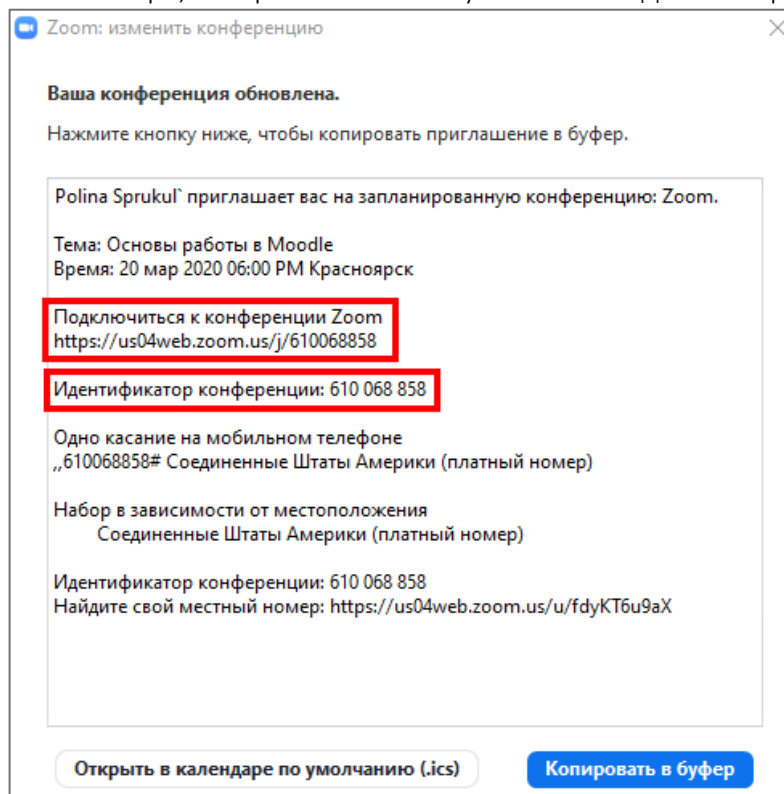 Zoom: изменить конференцию
Ваша конференция обновлена.
Нажмите кнопку ниже, чтобы копировать приглашение в буфер.
Polina Sprukul` приглашает вас на запланированную конференцию: Zoom.
Тема: Основы работы в Moodle
Время: 20 мар 2020 06:00 PM Красноярск
Подключиться к конференции Zoom
https://us04web.zoom.us/j/610068858
Идентификатор конференции: 610 068 858
Одно касание на мобильном телефоне
,,610068858# Соединенные Штаты Америки (платный номер)
Набор в зависимости от местоположения
Соединенные Штаты Америки (платный номер)
Идентификатор конференции: 610 068 858
Найдите свой местный номер: https://us04web.zoom.us/u/fdyKT6u9aX
Открыть в календаре по умолчанию (.ics)
Копировать в буфер